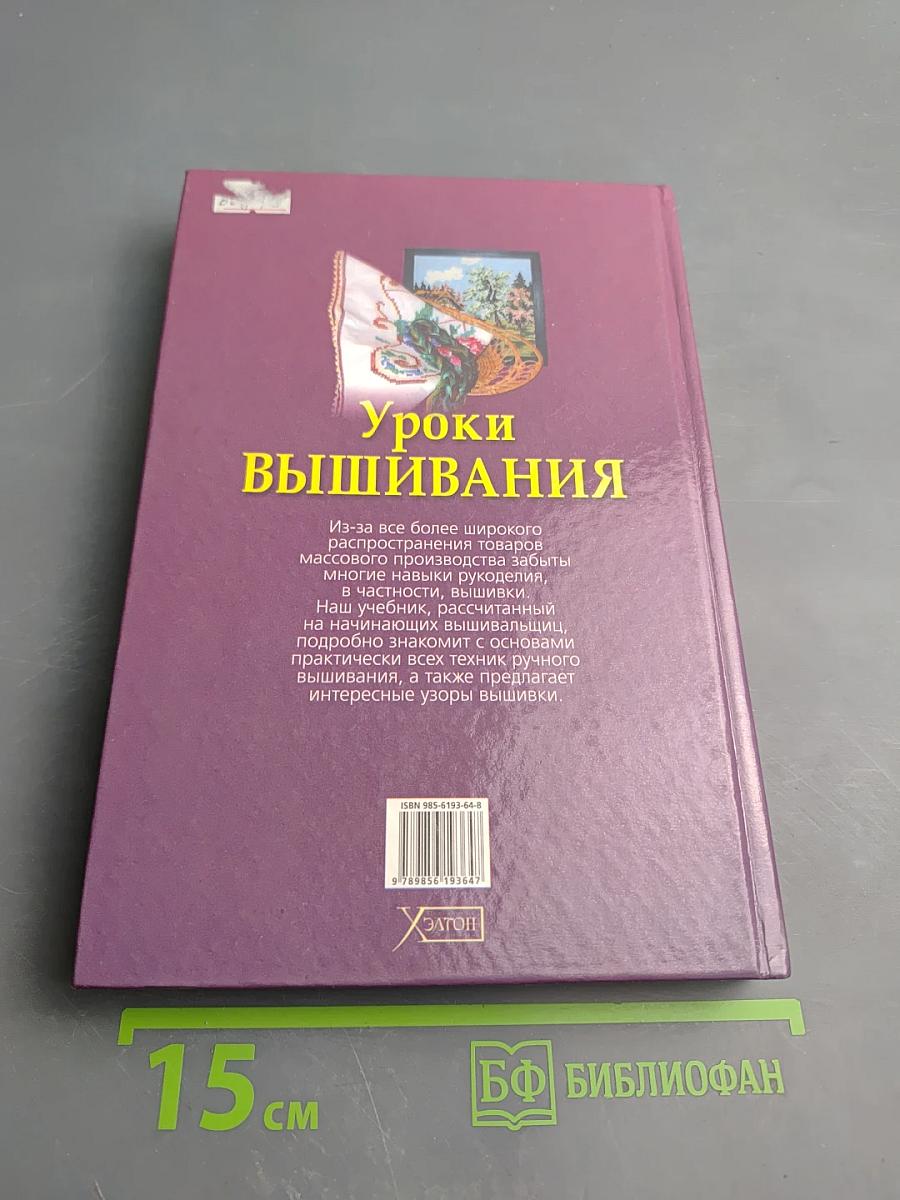 Уроки
ВЫШИВАНИЯ
Из-за все более широкого
распространения товаров
массового производства забыты
многие навыки рукоделия,
в частности, вышивки.
Наш учебник, рассчитанный
на начинающих вышивальщиц,
подробно знакомит с основами
практически всех техник ручного
вышивания, а также предлагает
интересные узоры вышивки.
ISBN 985-6193-64-8
9 789856 193647
Хэлтон
15 см
БФ БИБЛИОФАН